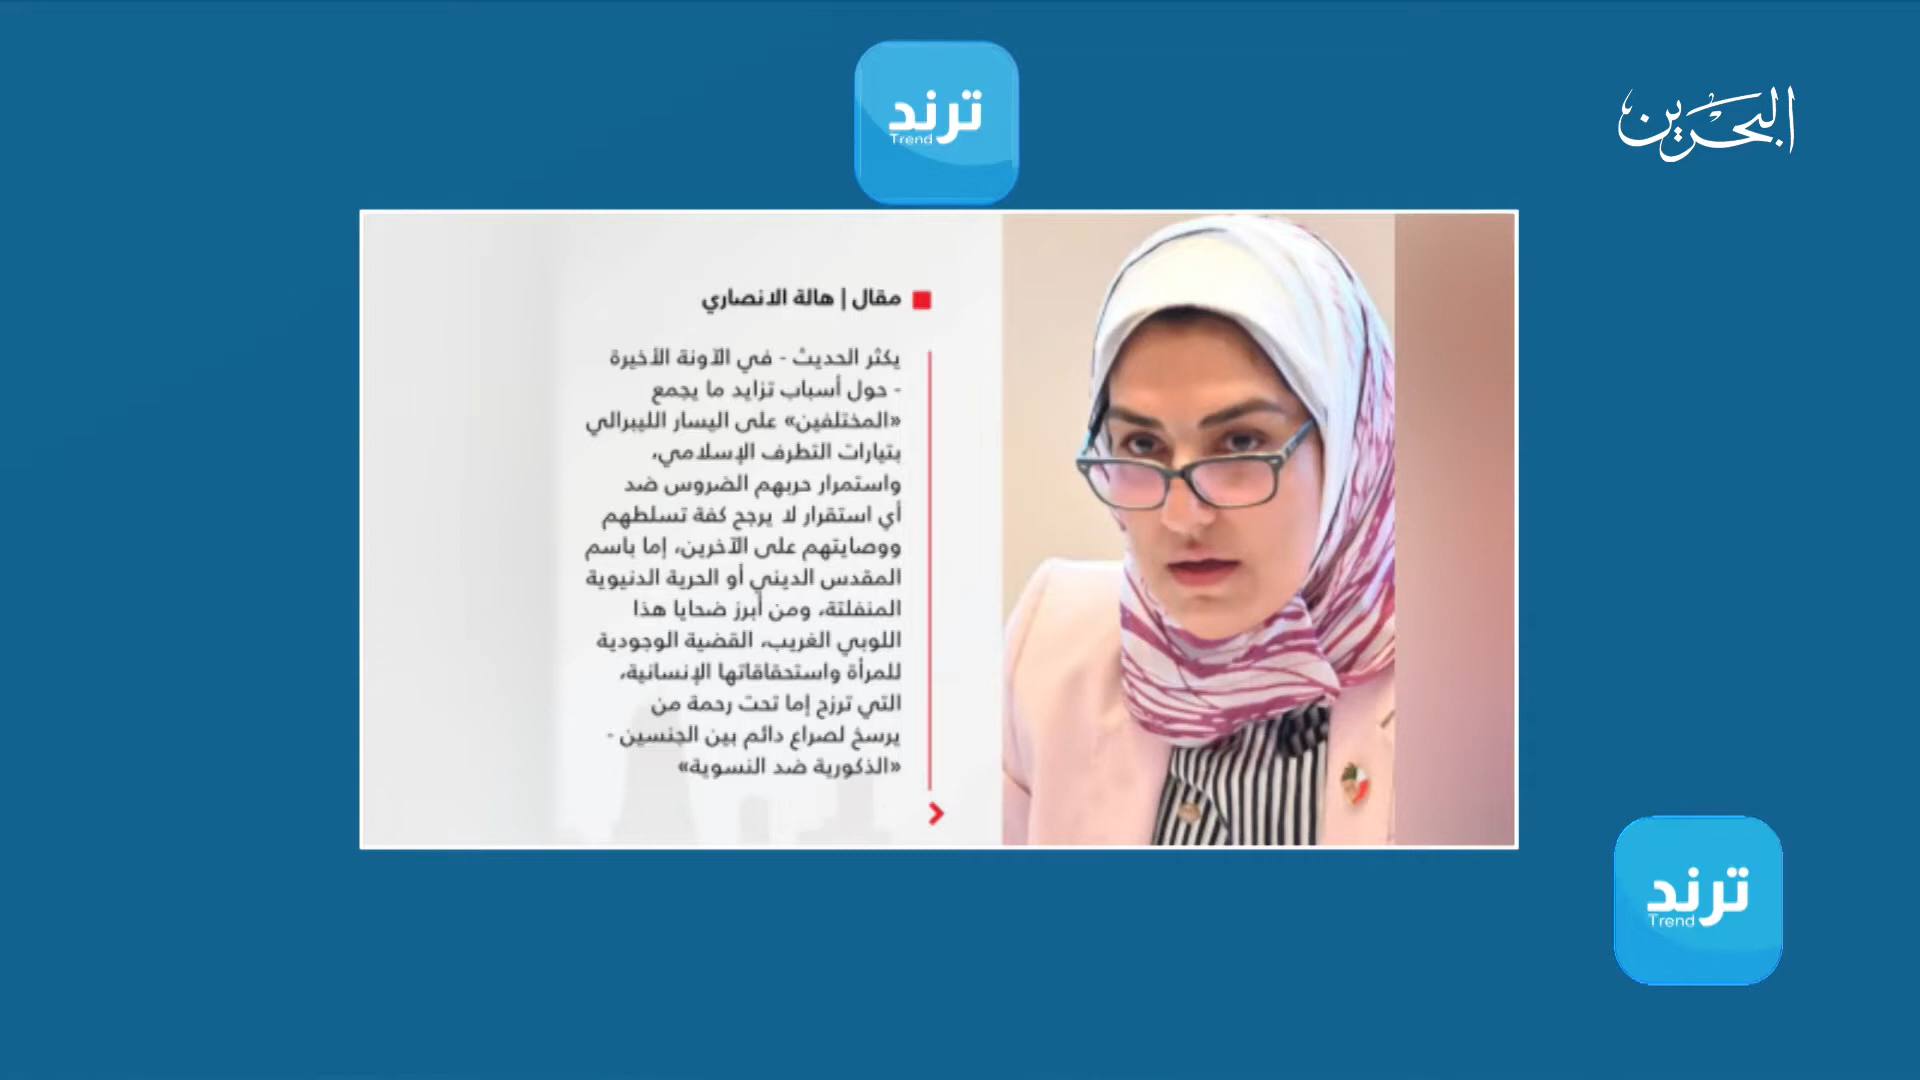 ترند
Trend
البحرين
مقال | هالة الانصاري
يكثر الحديث - في الآونة الأخيرة
- حول أسباب تزايد ما يجمع
«المختلفين» على اليسار الليبرالي
بتيارات التطرف الإسلامي،
واستمرار حربهم الضروس ضد
أي استقرار لا يرجح كفة تسلطهم
ووصايتهم على الآخرين، إما باسم
المقدس الديني أو الحرية الدنيوية
المنفلتة، ومن أبرز ضحايا هذا
اللوبي الغريب، القضية الوجودية
للمرأة واستحقاقاتها الإنسانية،
التي ترزح إما تحت رحمة من
يرسخ لصراع دائم بين الجنسين -
«الذكورية ضد النسوية»
ترند
Trend